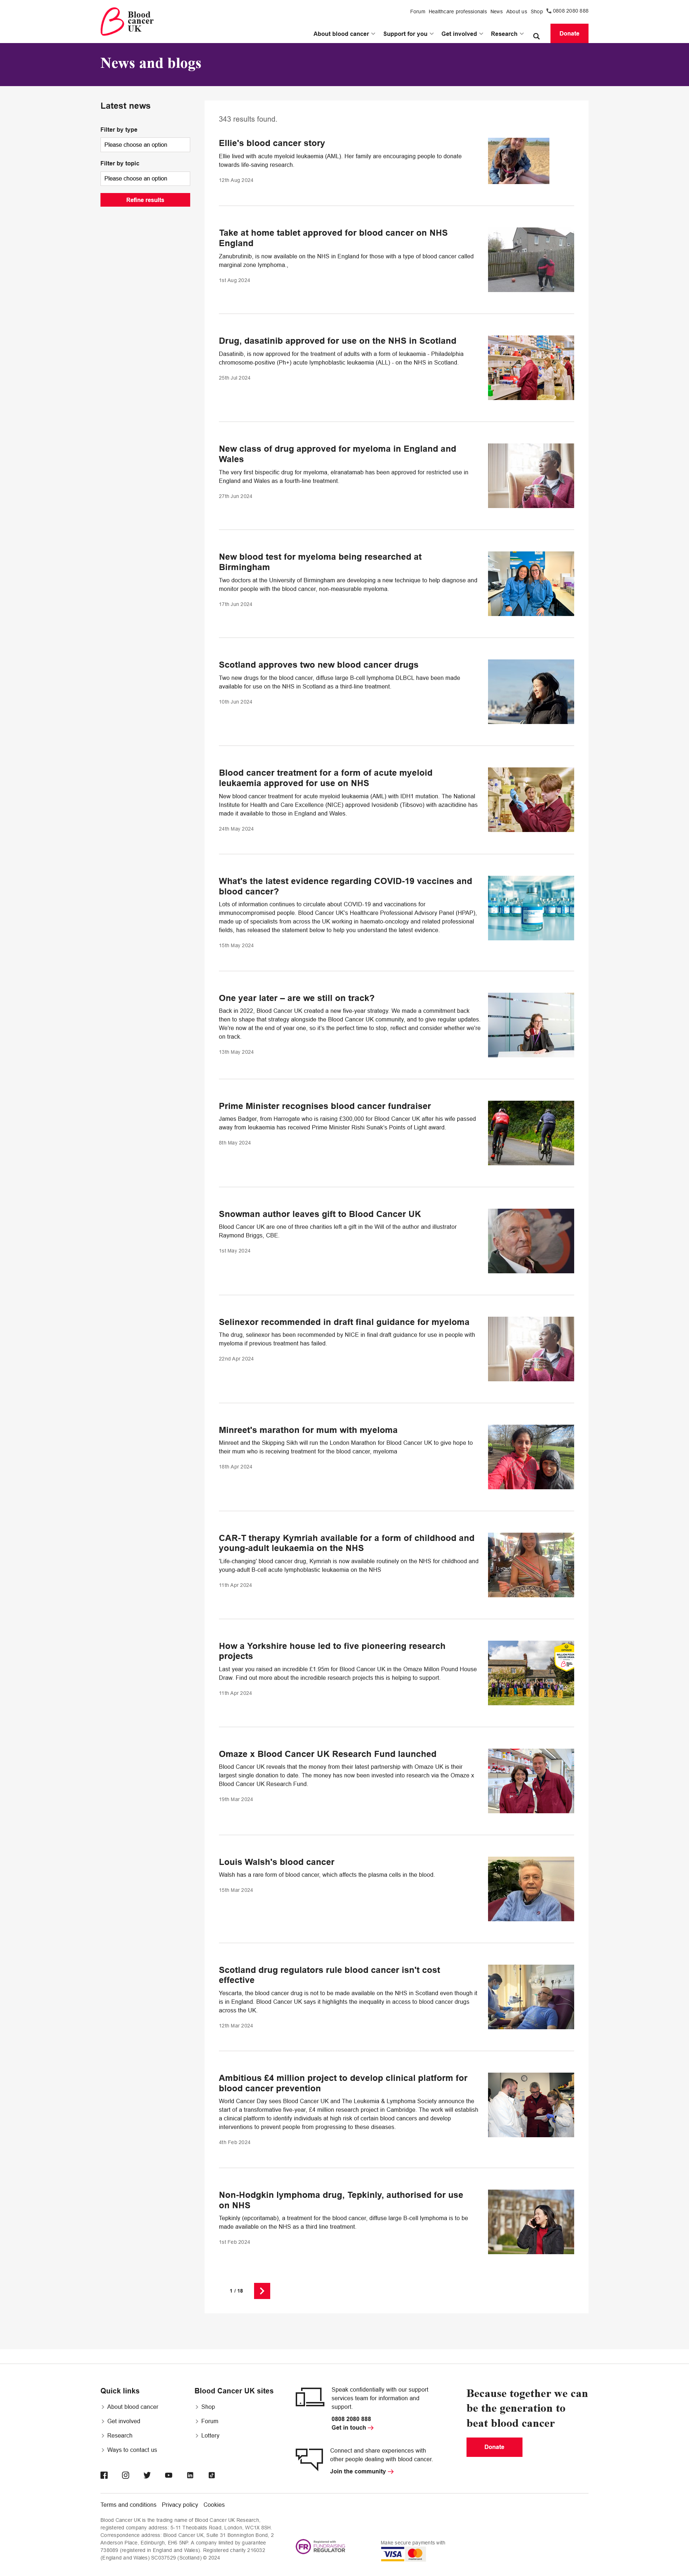 Blood
cancer
UK
Forum Healthcare professionals News About us Shop 0808 2080 888
About blood cancer Support for you Get involved Research Donate
News and blogs
Latest news
Filter by type
Please choose an option
Filter by topic
Please choose an option
Refine results
343 results found.
Ellie's blood cancer story
Ellie lived with acute myeloid leukaemia (AML). Her family are encouraging people to donate
towards life-saving research.
12th Aug 2024
Take at home tablet approved for blood cancer on NHS
England
Zanubrutinib, is now available on the NHS in England for those with a type of blood cancer called
marginal zone lymphoma.,
1st Aug 2024
Drug, dasatinib approved for use on the NHS in Scotland
Dasatinib, is now approved for the treatment of adults with a form of leukaemia - Philadelphia
chromosome-positive (Ph+) acute lymphoblastic leukaemia (ALL) - on the NHS in Scotland.
25th Jul 2024
New class of drug approved for myeloma in England and
Wales
The very first bispecific drug for myeloma, elranatamab has been approved for restricted use in
England and Wales as a fourth-line treatment.
27th Jun 2024
New blood test for myeloma being researched at
Birmingham
Two doctors at the University of Birmingham are developing a new technique to help diagnose and
monitor people with the blood cancer, non-measurable myeloma.
17th Jun 2024
Scotland approves two new blood cancer drugs
Two new drugs for the blood cancer, diffuse large B-cell lymphoma DLBCL have been made
available for use on the NHS in Scotland as a third-line treatment.
10th Jun 2024
Blood cancer treatment for a form of acute myeloid
leukaemia approved for use on NHS
New blood cancer treatment for acute myeloid leukaemia (AML) with IDH1 mutation. The National
Institute for Health and Care Excellence (NICE) approved Ivosidenib (Tibsovo) with azacitidine has
made it available to those in England and Wales.
24th May 2024
What's the latest evidence regarding COVID-19 vaccines and
blood cancer?
Lots of information continues to circulate about COVID-19 and vaccinations for
immunocompromised people. Blood Cancer UK's Healthcare Professional Advisory Panel (HPAP),
made up of specialists from across the UK working in haemato-oncology and related professional
fields, has released the statement below to help you understand the latest evidence.
15th May 2024
One year later – are we still on track?
Back in 2022, Blood Cancer UK created a new five-year strategy. We made a commitment back
then to shape that strategy alongside the Blood Cancer UK community, and to give regular updates.
We're now at the end of year one, so it's the perfect time to stop, reflect and consider whether we're
on track.
13th May 2024
Prime Minister recognises blood cancer fundraiser
James Badger, from Harrogate who is raising £300,000 for Blood Cancer UK after his wife passed
away from leukaemia has received Prime Minister Rishi Sunak's Points of Light award.
8th May 2024
Snowman author leaves gift to Blood Cancer UK
Blood Cancer UK are one of three charities left a gift in the Will of the author and illustrator
Raymond Briggs, CBE.
1st May 2024
Selinexor recommended in draft final guidance for myeloma
The drug, selinexor has been recommended by NICE in final draft guidance for use in people with
myeloma if previous treatment has failed.
22nd Apr 2024
Minreet's marathon for mum with myeloma
Minreet and the Skipping Sikh will run the London Marathon for Blood Cancer UK to give hope to
their mum who is receiving treatment for the blood cancer, myeloma
16th Apr 2024
CAR-T therapy Kymriah available for a form of childhood and
young-adult leukaemia on the NHS
'Life-changing' blood cancer drug, Kymriah is now available routinely on the NHS for childhood and
young-adult B-cell acute lymphoblastic leukaemia on the NHS
11th Apr 2024
How a Yorkshire house led to five pioneering research
projects
Last year you raised an incredible £1.95m for Blood Cancer UK in the Omaze Millon Pound House
Draw. Find out more about the incredible research projects this is helping to support.
11th Apr 2024
Omaze x Blood Cancer UK Research Fund launched
Blood Cancer UK reveals that the money from their latest partnership with Omaze UK is their
largest single donation to date. The money has now been invested into research via the Omaze x
Blood Cancer UK Research Fund.
19th Mar 2024
Louis Walsh's blood cancer
Walsh has a rare form of blood cancer, which affects the plasma cells in the blood.
15th Mar 2024
Scotland drug regulators rule blood cancer isn't cost
effective
Yescarta, the blood cancer drug is not to be made available on the NHS in Scotland even though it
is in England. Blood Cancer UK says it highlights the inequality in access to blood cancer drugs
across the UK.
12th Mar 2024
Ambitious £4 million project to develop clinical platform for
blood cancer prevention
World Cancer Day sees Blood Cancer UK and The Leukemia & Lymphoma Society announce the
start of a transformative five-year, £4 million research project in Cambridge. The work will establish
a clinical platform to identify individuals at high risk of certain blood cancers and develop
interventions to prevent people from progressing to these diseases.
4th Feb 2024
Non-Hodgkin lymphoma drug, Tepkinly, authorised for use
on NHS
Tepkinly (epcoritamab), a treatment for the blood cancer, diffuse large B-cell lymphoma is to be
made available on the NHS as a third line treatment.
1st Feb 2024
1 / 18
Quick links
About blood cancer
Get involved
Research
Ways to contact us
Blood Cancer UK sites
Shop
Forum
Lottery
Speak confidentially with our support
services team for information and
support.
0808 2080 888
Get in touch
Connect and share experiences with
other people dealing with blood cancer.
Join the community
Because together we can
be the generation to
beat blood cancer
Donate
Terms and conditions Privacy policy Cookies
Blood Cancer UK is the trading name of Blood Cancer UK Research,
registered company address: 5-11 Theobalds Road, London, WC1X 8SH.
Correspondence address: Blood Cancer UK, Suite 31 Bonnington Bond, 2
Anderson Place, Edinburgh, EH6 5NP. A company limited by guarantee
738089 (registered in England and Wales). Registered charity 216032
(England and Wales) SC037529 (Scotland) © 2024
FR
Registered with
FUNDRAISING
REGULATOR
Make secure payments with
VISA